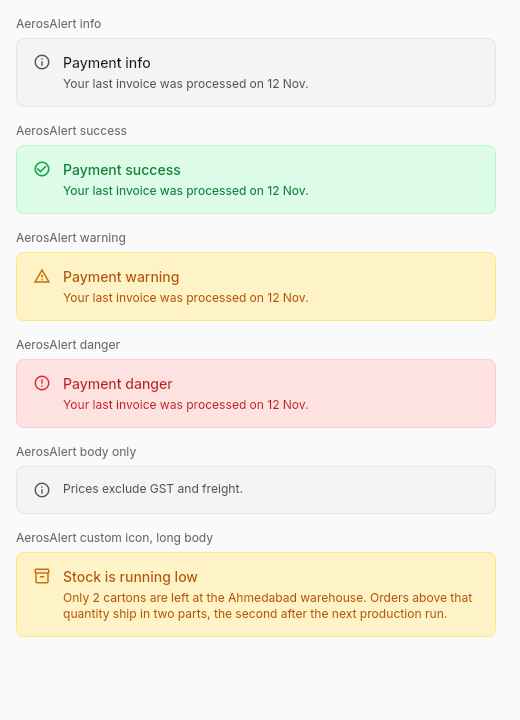 AerosAlert info
Payment info
Your last invoice was processed on 12 Nov.
AerosAlert success
Payment success
Your last invoice was processed on 12 Nov.
AerosAlert warning
Payment warning
Your last invoice was processed on 12 Nov.
AerosAlert danger
Payment danger
Your last invoice was processed on 12 Nov.
AerosAlert body only
Prices exclude GST and freight.
AerosAlert custom icon, long body
Stock is running low
Only 2 cartons are left at the Ahmedabad warehouse. Orders above that
quantity ship in two parts, the second after the next production run.